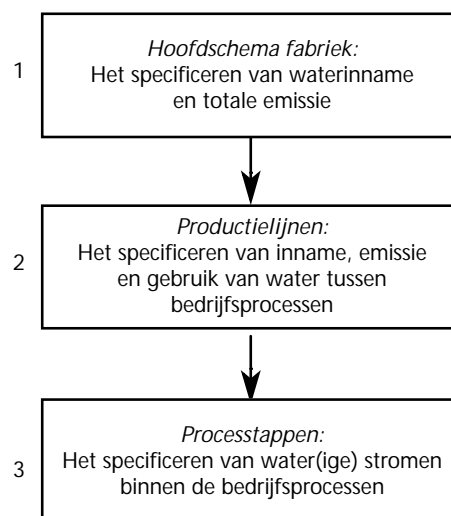 1
Hoofdschema fabriek:
Het specificeren van waterinname
en totale emissie
2
Productielijnen:
Het specificeren van inname, emissie
en gebruik van water tussen
bedrijfsprocessen
3
Processtappen:
Het specificeren van water(ige) stromen
binnen de bedrijfsprocessen